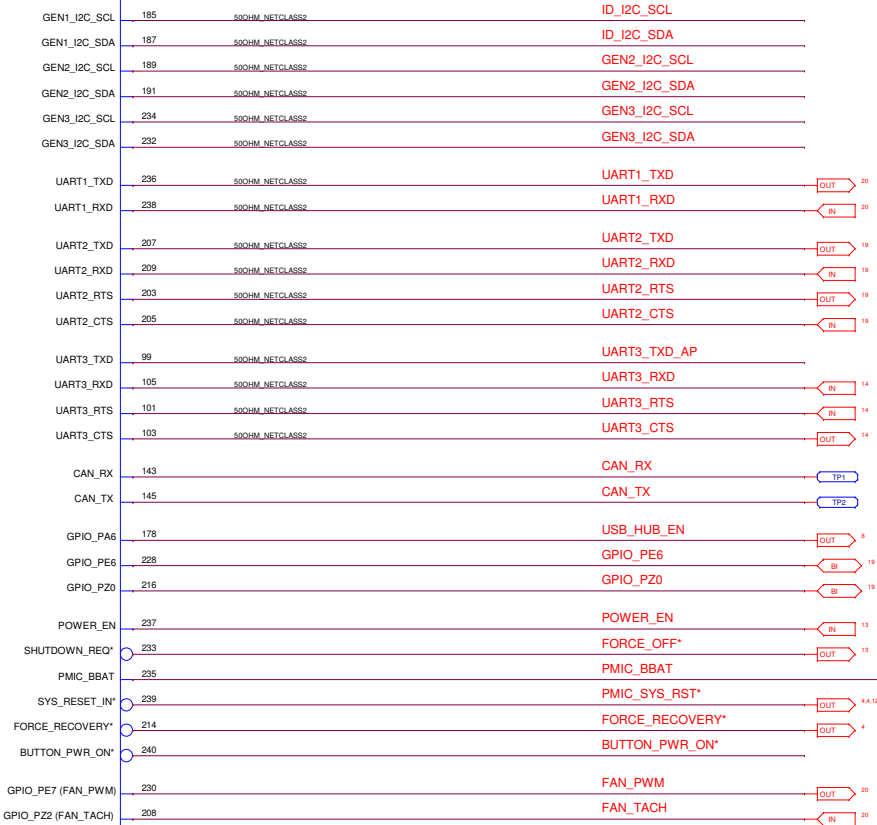 GEN1_I2C_SCL 185 50OHM_NETCLASS2 ID_I2C_SCL
GEN1_I2C_SDA 187 50OHM_NETCLASS2 ID_I2C_SDA
GEN2_I2C_SCL 189 50OHM_NETCLASS2 GEN2_I2C_SCL
GEN2_I2C_SDA 191 50OHM_NETCLASS2 GEN2_I2C_SDA
GEN3_I2C_SCL 234 50OHM_NETCLASS2 GEN3_I2C_SCL
GEN3_I2C_SDA 232 50OHM_NETCLASS2 GEN3_I2C_SDA
UART1_TXD 236 50OHM_NETCLASS2 UART1_TXD OUT 20
UART1_RXD 238 50OHM_NETCLASS2 UART1_RXD IN 20
UART2_TXD 207 50OHM_NETCLASS2 UART2_TXD OUT 19
UART2_RXD 209 50OHM_NETCLASS2 UART2_RXD IN 19
UART2_RTS 203 50OHM_NETCLASS2 UART2_RTS OUT 19
UART2_CTS 205 50OHM_NETCLASS2 UART2_CTS IN 19
UART3_TXD 99 50OHM_NETCLASS2 UART3_TXD_AP
UART3_RXD 105 50OHM_NETCLASS2 UART3_RXD IN 14
UART3_RTS 101 50OHM_NETCLASS2 UART3_RTS IN 14
UART3_CTS 103 50OHM_NETCLASS2 UART3_CTS OUT 14
CAN_RX 143 CAN_RX TP1
CAN_TX 145 CAN_TX TP2
GPIO_PA6 178 USB_HUB_EN OUT 8
GPIO_PE6 228 GPIO_PE6 BI 19
GPIO_PZ0 216 GPIO_PZ0 BI 19
POWER_EN 237 POWER_EN IN 13
SHUTDOWN_REQ* 233 FORCE_OFF* OUT 13
PMIC_BBAT 235 PMIC_BBAT
SYS_RESET_IN* 239 PMIC_SYS_RST* OUT 4,4,12
FORCE_RECOVERY* 214 FORCE_RECOVERY* OUT 4
BUTTON_PWR_ON* 240 BUTTON_PWR_ON*
GPIO_PE7 (FAN_PWM) 230 FAN_PWM OUT 20
GPIO_PZ2 (FAN_TACH) 208 FAN_TACH IN 20